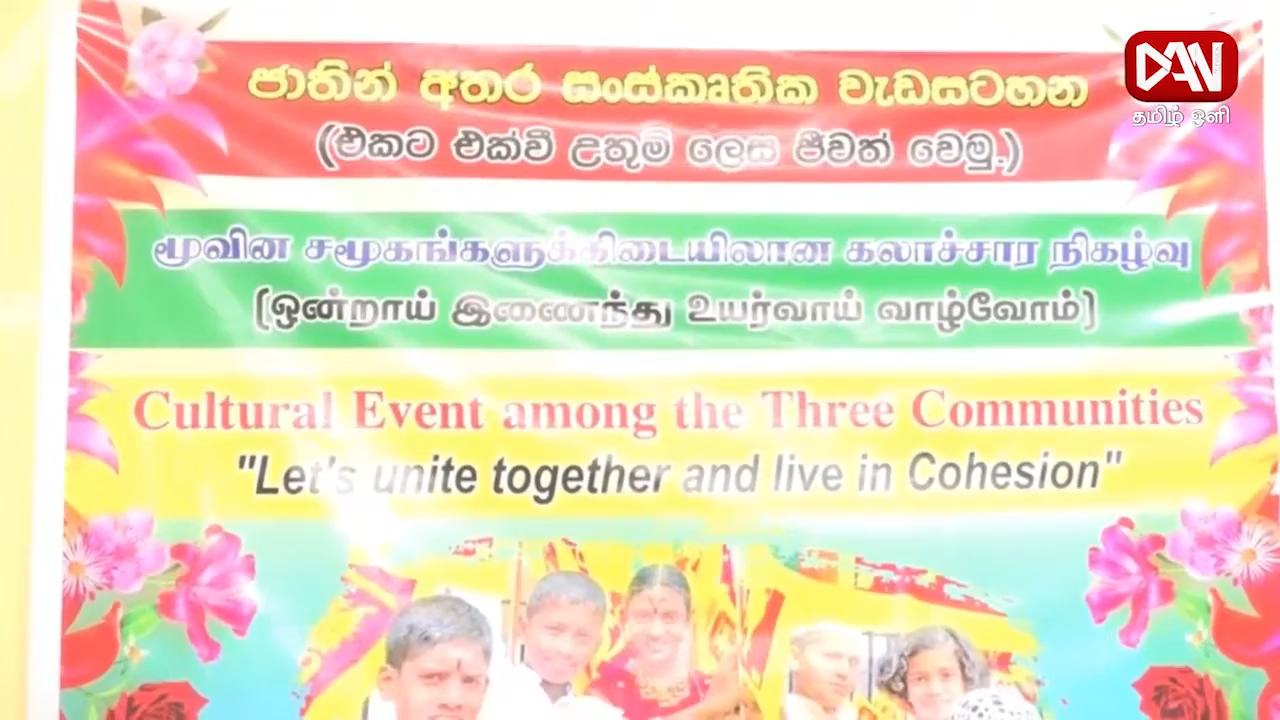 ජාතින් අතර සංස්කෘතික වැඩසටහන
(එකට එක්වී උතුම් ලෙස ජීවත් වෙමු.)
மூவின சமூகங்களுக்கிடையிலான கலாச்சார நிகழ்வு
(ஒன்றாய் இணைந்து உயர்வாய் வாழ்வோம்)
Cultural Event among the Three Communities
"Let's unite together and live in Cohesion"
DAN
தமிழ் ஒளி